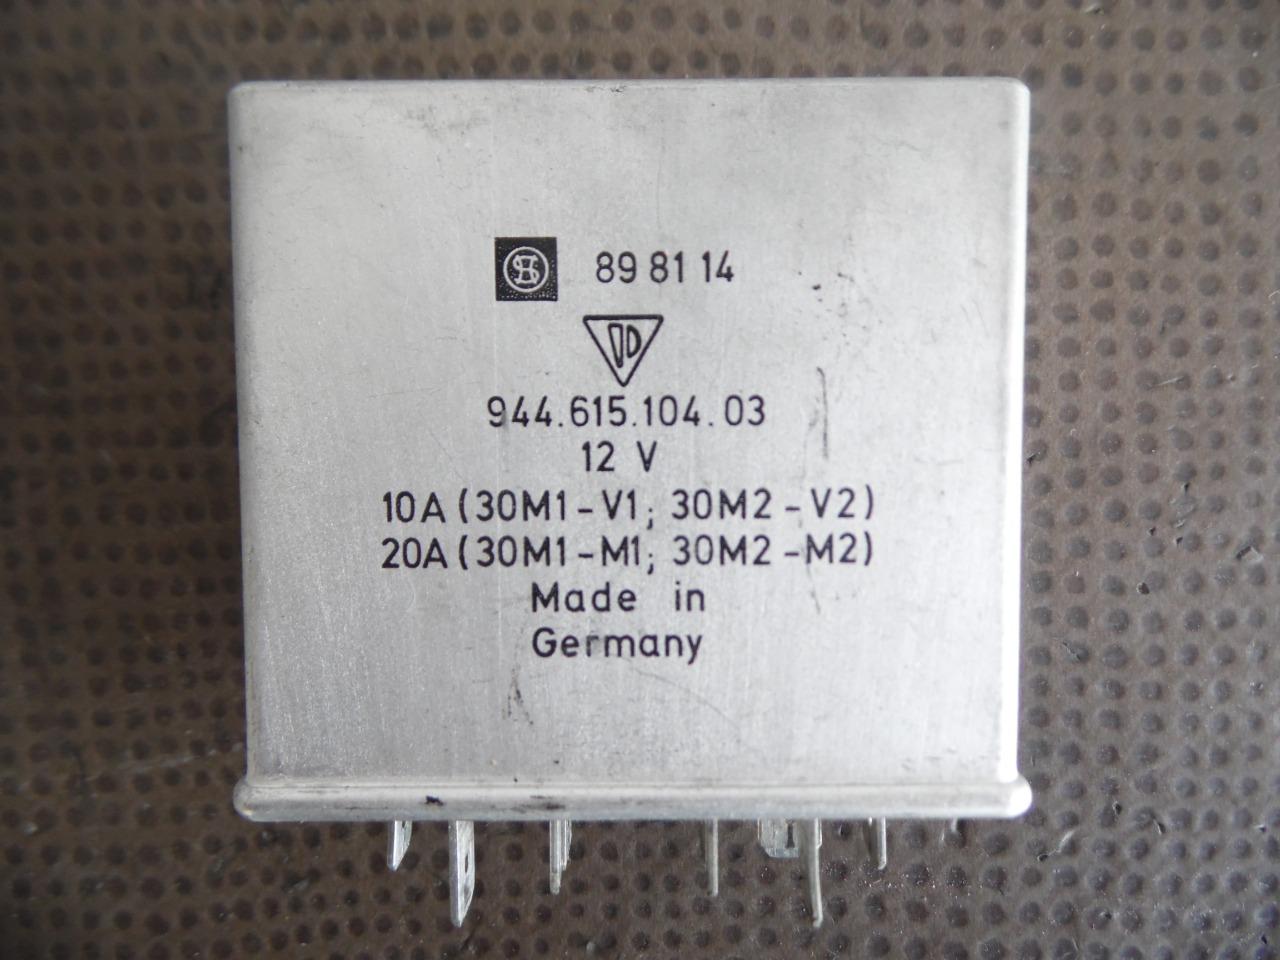 89 81 14
944.615.104.03
12 V
10A (30M1-V1; 30M2-V2)
20A (30M1-M1; 30M2-M2)
Made in
Germany